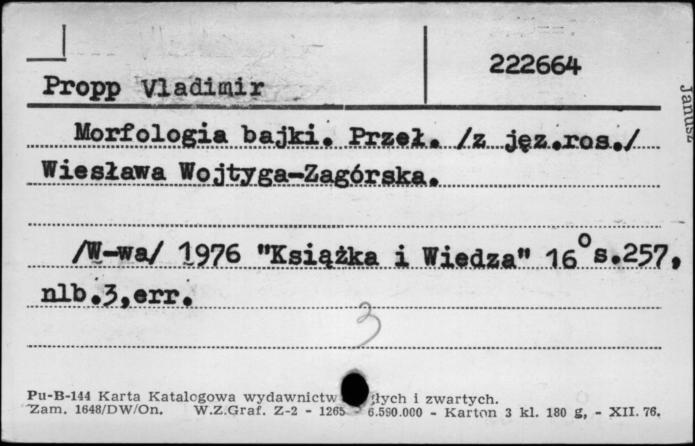 222664
Propp Vladimir
Morfologia bajki. Przeł. /z jęz.ros./
Wiesława Wojtyga-Zagórska.
/W-wa/ 1976 "Książka i Wiedza" 16° s.257,
nlb.3,err.
3
Pu-B-144 Karta Katalogowa wydawnictw i zwartych.
Zam. 1648/DW/On. W.Z.Graf. Z-2 - 1265 6.590.000 - Karton 3 kl. 180 g, - XII. 76.
Janusz